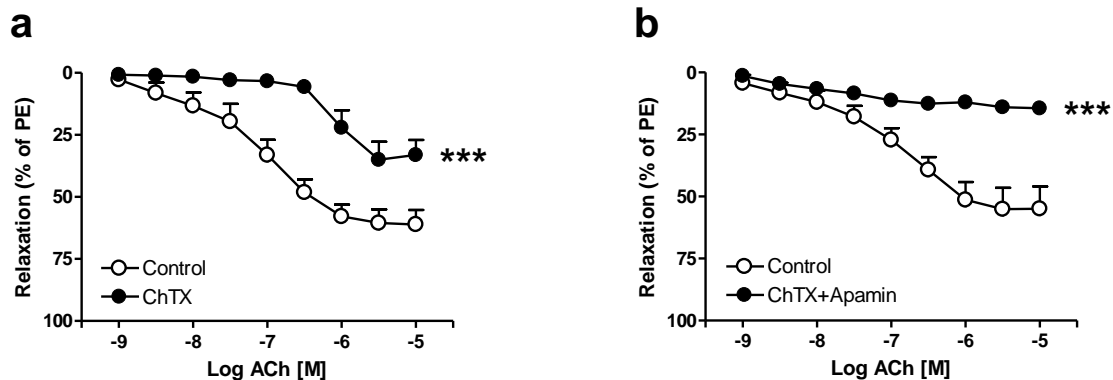 a
0
25
50
75
100
Relaxation (% of PE)
Control
ChTX
***
-9 -8 -7 -6 -5
Log ACh [M]
b
0
25
50
75
100
Relaxation (% of PE)
Control
ChTX+Apamin
***
-9 -8 -7 -6 -5
Log ACh [M]